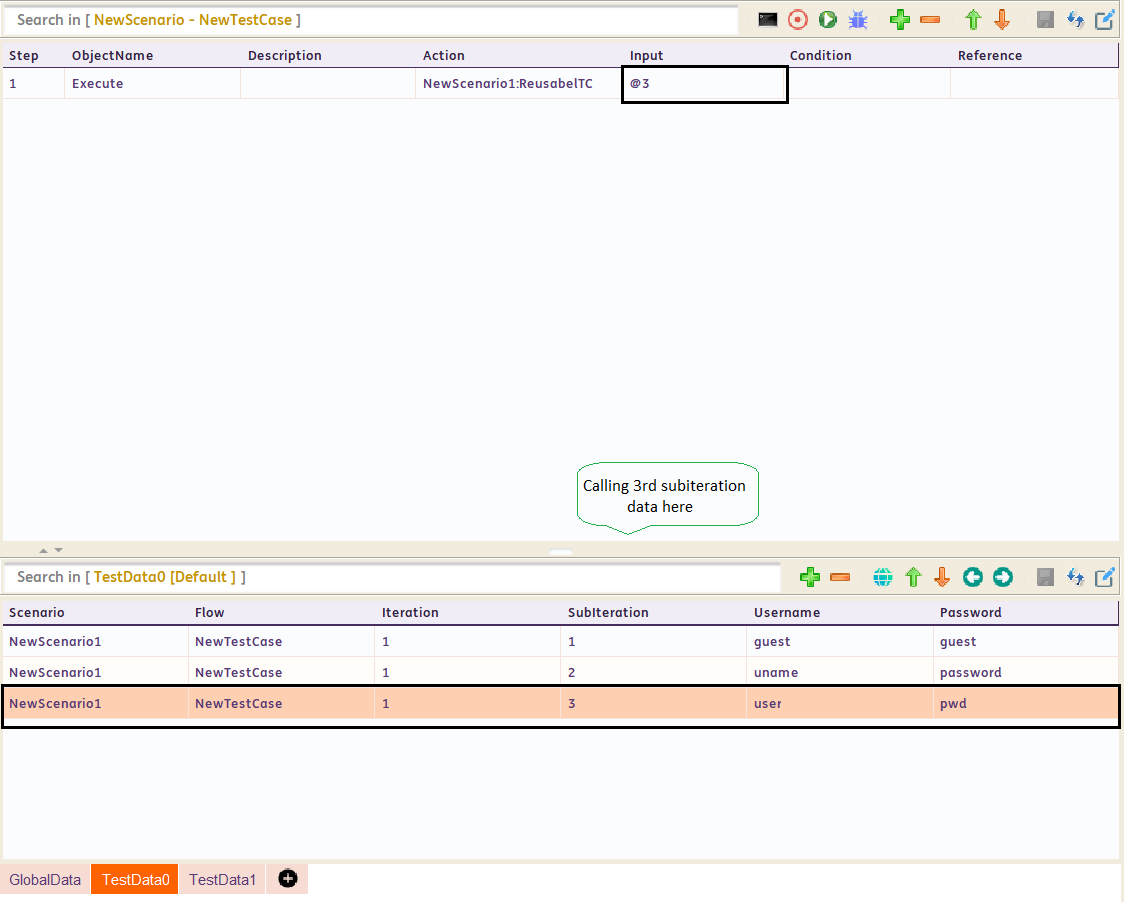 Search in [ NewScenario - NewTestCase ]
Step ObjectName Description Action Input Condition Reference
1 Execute NewScenario1:ReusabelTC @3
Calling 3rd subiteration
data here
Search in [ TestData0 [Default ] ]
Scenario Flow Iteration SubIteration Username Password
NewScenario1 NewTestCase 1 1 guest guest
NewScenario1 NewTestCase 1 2 uname password
NewScenario1 NewTestCase 1 3 user pwd
GlobalData TestData0 TestData1